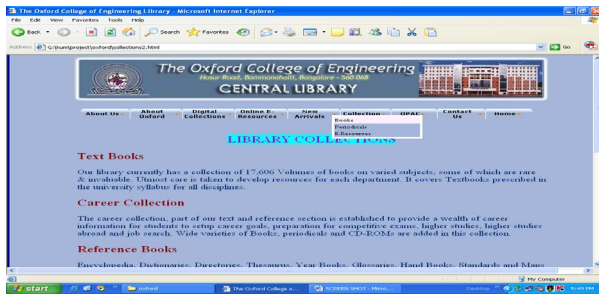 The Oxford College of Engineering Library - Microsoft Internet Explorer
File Edit View Favorites Tools Help
Back Search Favorites
Address G:\kumlproject\oxford\collections2.html Go
The Oxford College of Engineering
Hosur Road, Bommanahalli, Bangalore - 560 068
CENTRAL LIBRARY
About Us About Oxford Digital Collections Online E-Resources New Arrivals Collection OPAC Contact Us Home
Books
Periodicals
E-Resources
LIBRARY COLLECTIONS
Text Books
Our library currently has a collection of 17,606 Volumes of books on varied subjects, some of which are rare
& invaluable. Utmost care is taken to develop resources for each department. It covers Textbooks prescribed in
the university syllabus for all disciplines.
Career Collection
The career collection, part of our text and reference section is established to provide a wealth of career
information for students to setup career goals, preparation for competitive exams, higher studies, higher studies
abroad and job search. Wide varieties of Books, periodicals and CD-ROMs are added in this collection.
Reference Books
Encyclopedia, Dictionaries, Directories, Thesaurus, Year Books, Glossaries, Hand Books, Standards and Maps
My Computer
start oxford The Oxford College o... SCREEN SHOT - Micro... Desktop 5:49 PM